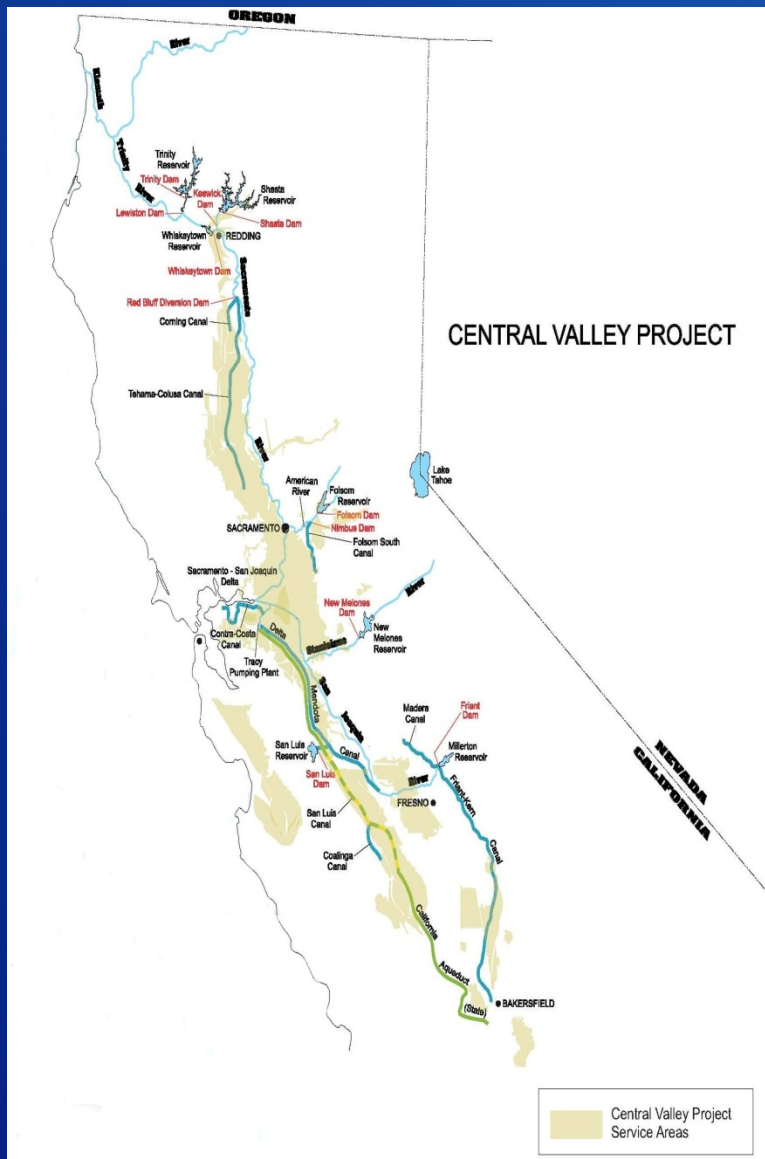 OREGON
Klamath
River
Trinity
River
Trinity
Reservoir
Trinity Dam
Keswick
Dam
Shasta
Reservoir
Lewiston Dam
Shasta Dam
Whiskeytown
Reservoir
REDDING
Whiskeytown Dam
Sacramento
River
Red Bluff Diversion Dam
Corning Canal
CENTRAL VALLEY PROJECT
Tehama-Colusa Canal
Lake
Tahoe
American
River
Folsom
Reservoir
Folsom Dam
SACRAMENTO
Nimbus Dam
Folsom South
Canal
Sacramento - San Joaquin
Delta
River
Stanislaus
New Melones
Dam
New
Melones
Reservoir
Contra-Costa
Canal
Tracy
Pumping Plant
Delta
Mendota
Canal
San
Joaquin
River
Madera
Canal
Friant
Dam
Millerton
Reservoir
NEVADA
CALIFORNIA
San Luis
Reservoir
San Luis
Dam
FRESNO
Friant-Kern
Canal
San Luis
Canal
Coalinga
Canal
California
Aqueduct
(State)
BAKERSFIELD
Central Valley Project
Service Areas